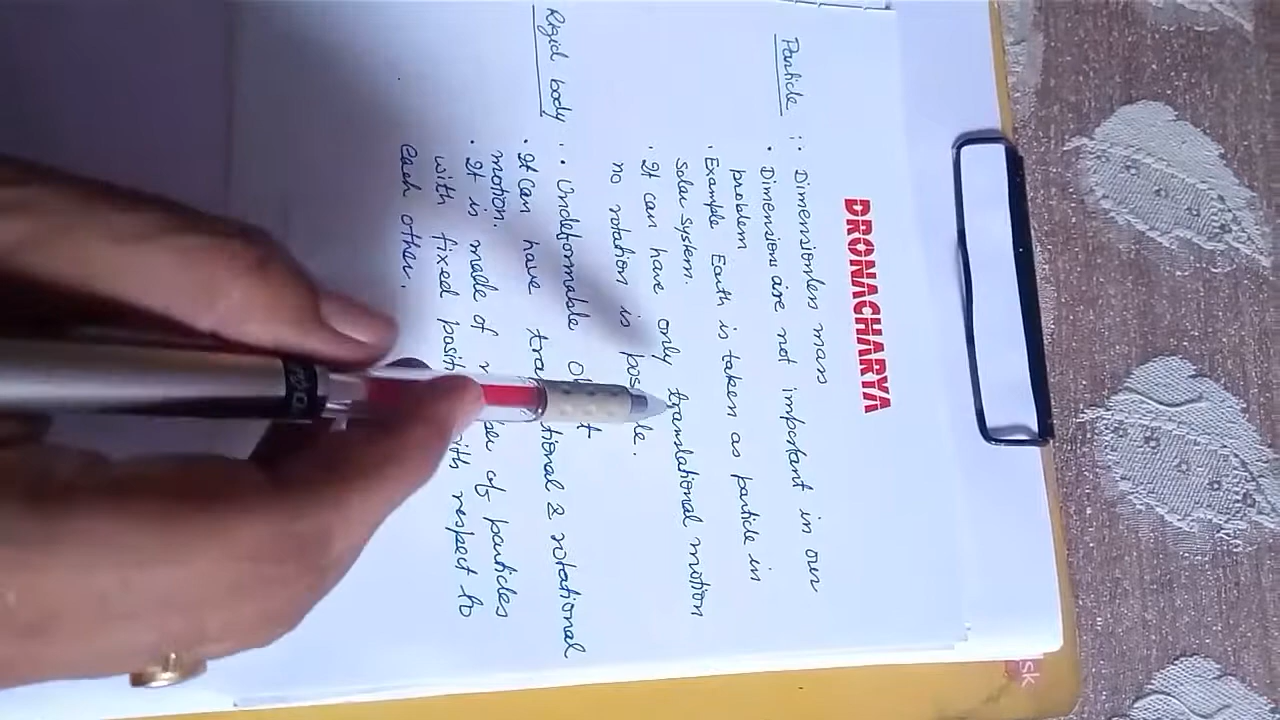 DRONACHARYA
Particle :· Dimensionless mass
· Dimensions are not important in our
problem
· Example Earth is taken as particle in
Solar System.
· It can have only translational motion
no rotation is
Rigid body :· Undeformable
· It can have & rotational
motion.
· It is made of of particles
with fixed with respect to
each other.
sk